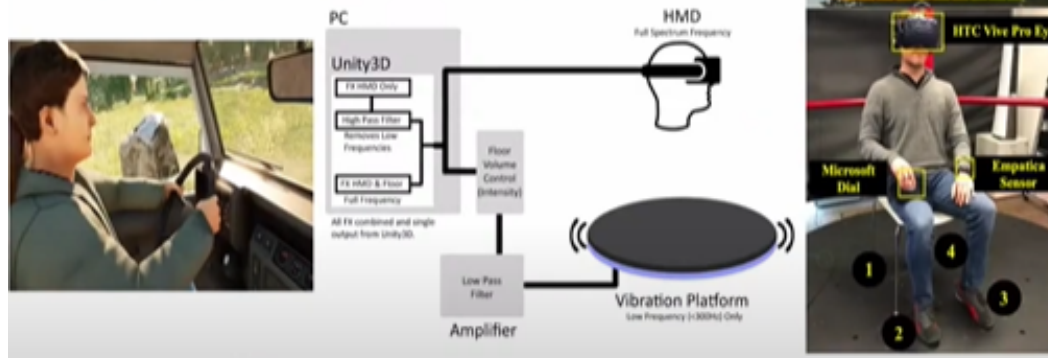 PC
Unity3D
FX HMD Only
High Pass Filter
Removes Low
Frequencies
FX HMD & Floor
Full Frequency
All FX combined and single
output from Unity3D.
Floor
Volume
Control
(Intensity)
Low Pass
Filter
Amplifier
HMD
Full Spectrum Frequency
Vibration Platform
Low Frequency (<300Hz) Only
HTC Vive Pro Ey
Microsoft
Dial
Empatica
Sensor
1
4
3
2